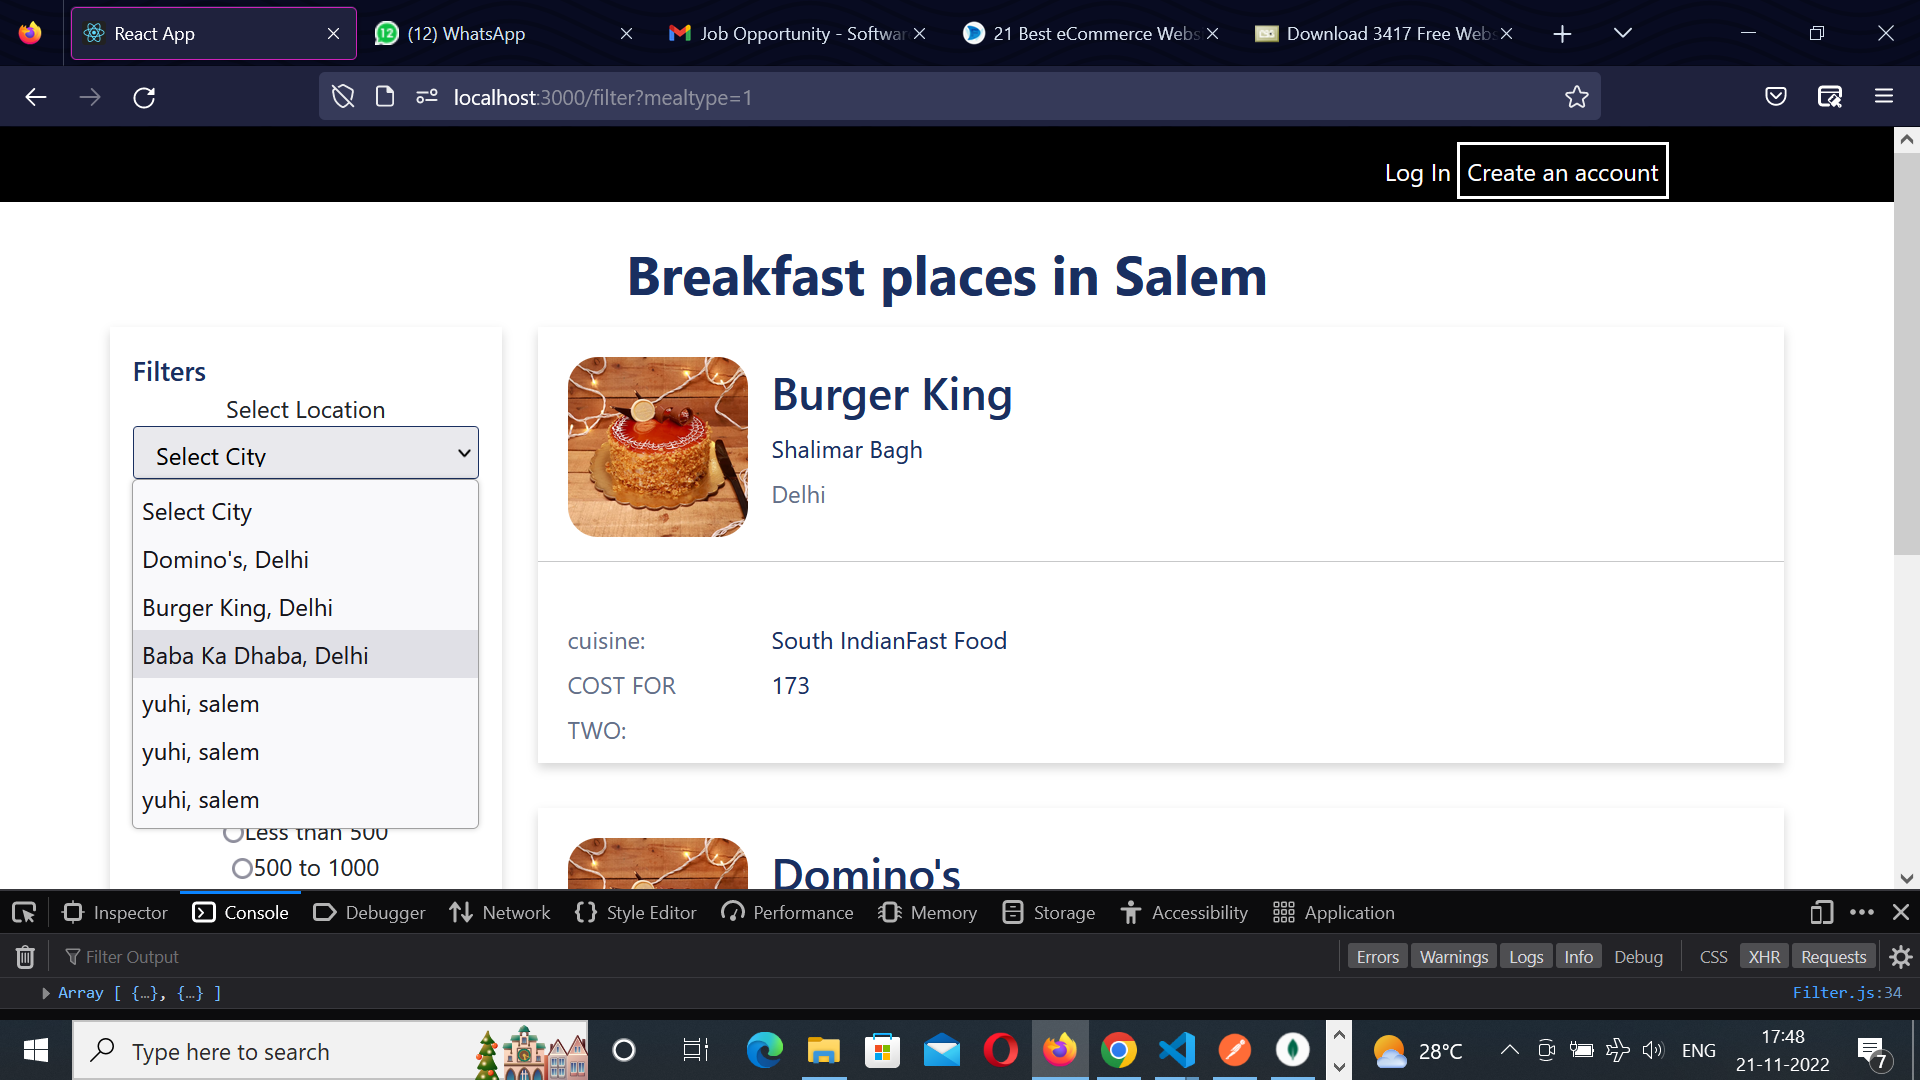 React App
(12) WhatsApp
Job Opportunity - Softwar
21 Best eCommerce Webs
Download 3417 Free Webs
localhost:3000/filter?mealtype=1
Log In
Create an account
Breakfast places in Salem
Filters
Select Location
Select City
Select City
Domino's, Delhi
Burger King, Delhi
Baba Ka Dhaba, Delhi
yuhi, salem
yuhi, salem
yuhi, salem
Less than 500
500 to 1000
Burger King
Shalimar Bagh
Delhi
cuisine: South IndianFast Food
COST FOR 173
TWO:
Domino's
Inspector Console Debugger Network Style Editor Performance Memory Storage Accessibility Application
Filter Output
Errors Warnings Logs Info Debug CSS XHR Requests
Array [ {…}, {…} ]
Filter.js:34
Type here to search
28°C
ENG
17:48
21-11-2022
7